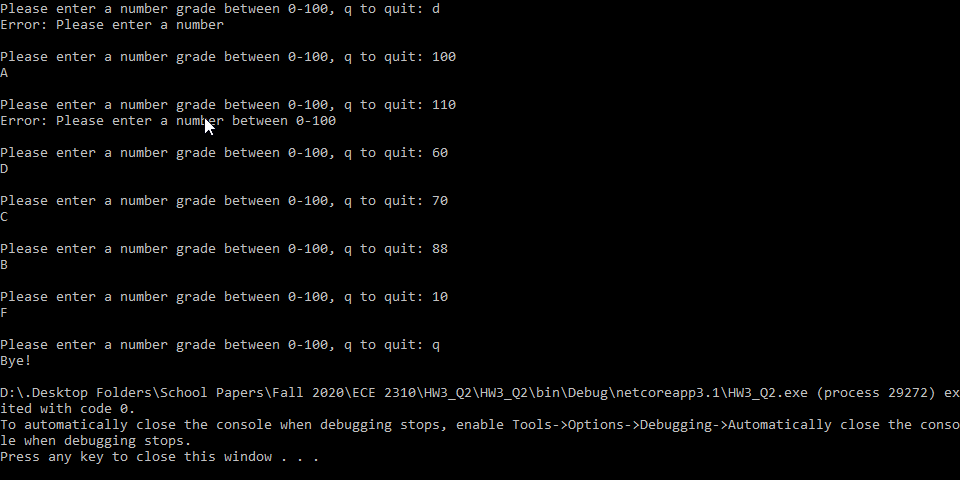 Please enter a number grade between 0-100, q to quit: d
Error: Please enter a number
Please enter a number grade between 0-100, q to quit: 100
A
Please enter a number grade between 0-100, q to quit: 110
Error: Please enter a number between 0-100
Please enter a number grade between 0-100, q to quit: 60
D
Please enter a number grade between 0-100, q to quit: 70
C
Please enter a number grade between 0-100, q to quit: 88
B
Please enter a number grade between 0-100, q to quit: 10
F
Please enter a number grade between 0-100, q to quit: q
Bye!
D:\.Desktop Folders\School Papers\Fall 2020\ECE 2310\HW3_Q2\HW3_Q2\bin\Debug\netcoreapp3.1\HW3_Q2.exe (process 29272) ex
ited with code 0.
To automatically close the console when debugging stops, enable Tools->Options->Debugging->Automatically close the conso
le when debugging stops.
Press any key to close this window . . .